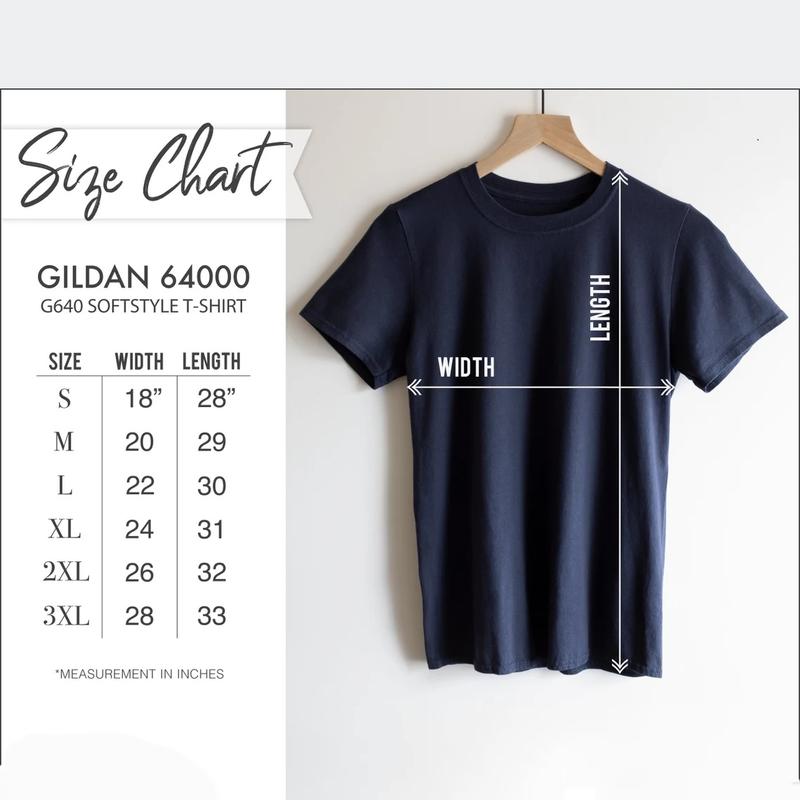 Size Chart
GILDAN 64000
G640 SOFTSTYLE T-SHIRT
SIZE WIDTH LENGTH
S 18” 28”
M 20 29
L 22 30
XL 24 31
2XL 26 32
3XL 28 33
*MEASUREMENT IN INCHES
WIDTH
LENGTH